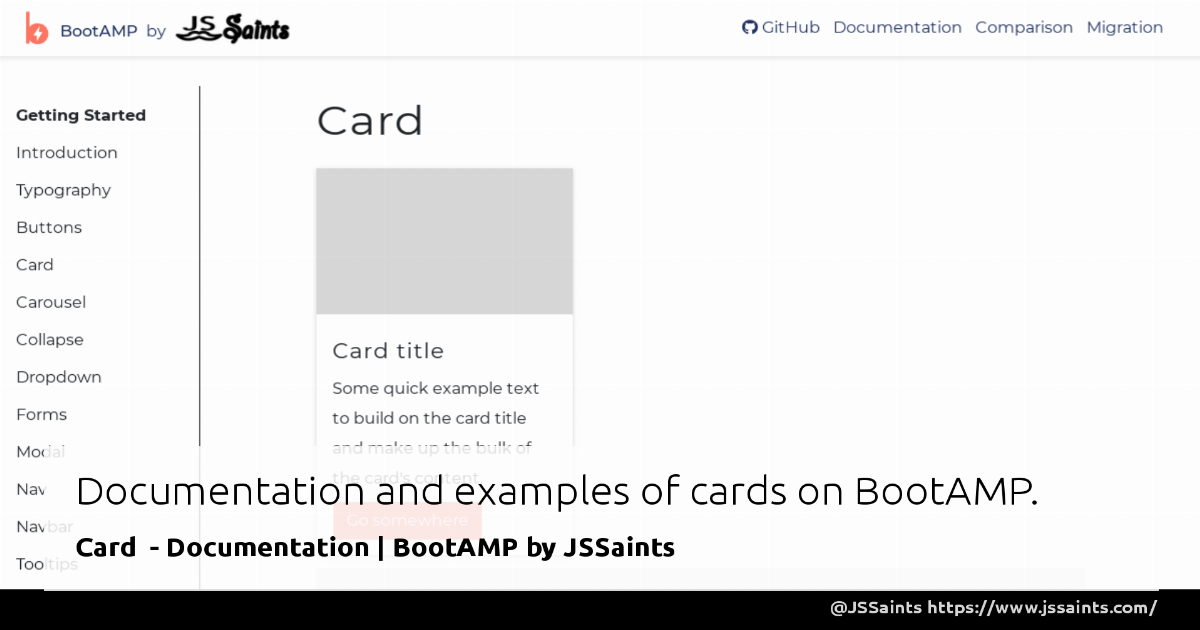 BootAMP by JS Saints
GitHub Documentation Comparison Migration
Getting Started
Introduction
Typography
Buttons
Card
Carousel
Collapse
Dropdown
Forms
Modal
Nav
Navbar
Tooltips
Card
Card title
Some quick example text
to build on the card title
and make up the bulk of
the card's content.
Go somewhere
Documentation and examples of cards on BootAMP.
Card - Documentation | BootAMP by JSSaints
@JSSaints https://www.jssaints.com/